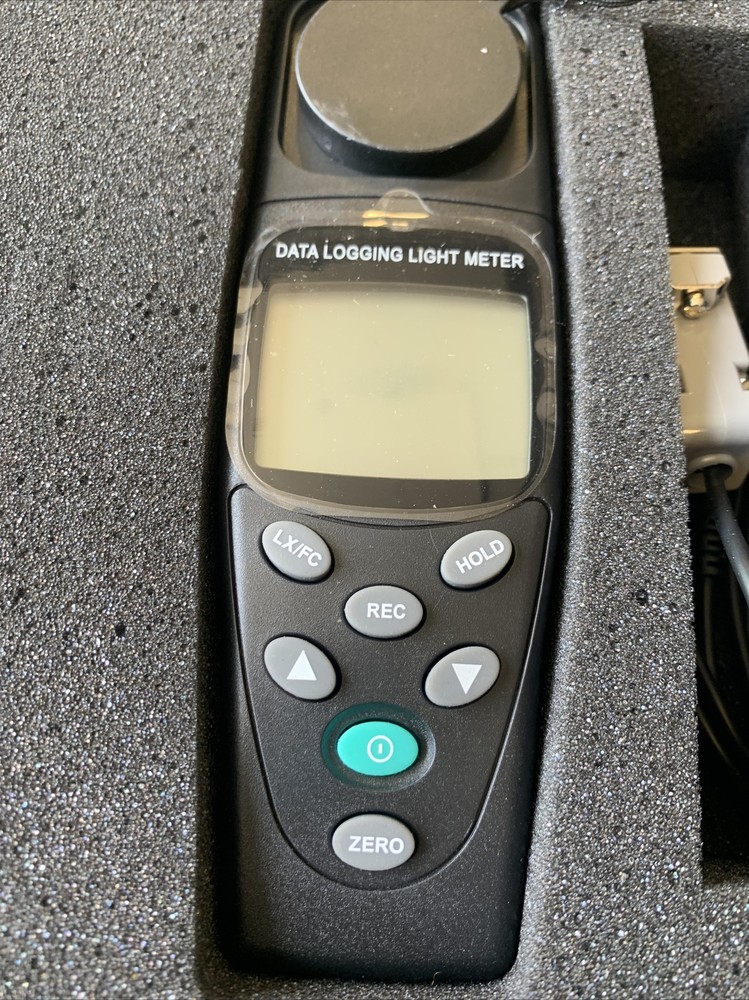 DATA LOGGING LIGHT METER
LX/FC
HOLD
REC
ZERO